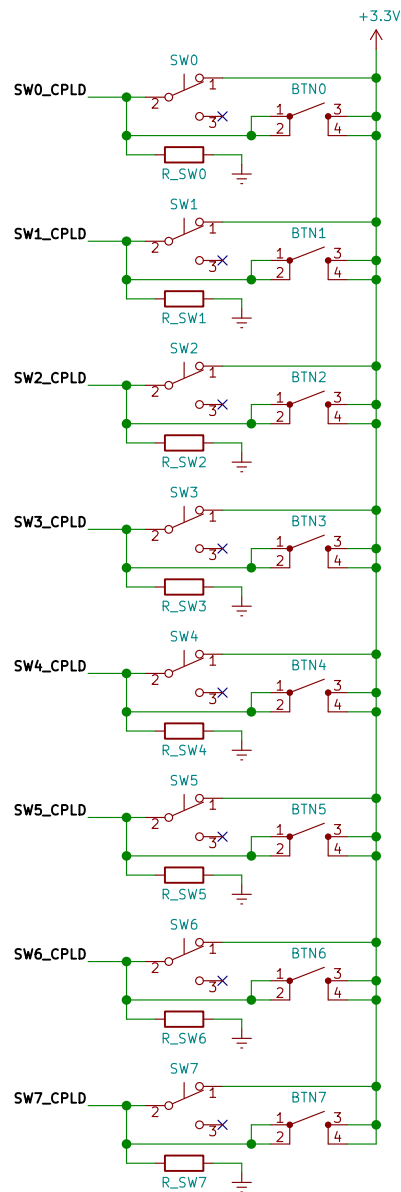 +3.3V
SW0
SW0_CPLD
1
2
BTN0
3
1
3
2
4
R_SW0
SW1
SW1_CPLD
1
2
BTN1
3
1
3
2
4
R_SW1
SW2
SW2_CPLD
1
2
BTN2
3
1
3
2
4
R_SW2
SW3
SW3_CPLD
1
2
BTN3
3
1
3
2
4
R_SW3
SW4
SW4_CPLD
1
2
BTN4
3
1
3
2
4
R_SW4
SW5
SW5_CPLD
1
2
BTN5
3
1
3
2
4
R_SW5
SW6
SW6_CPLD
1
2
BTN6
3
1
3
2
4
R_SW6
SW7
SW7_CPLD
1
2
BTN7
3
1
3
2
4
R_SW7